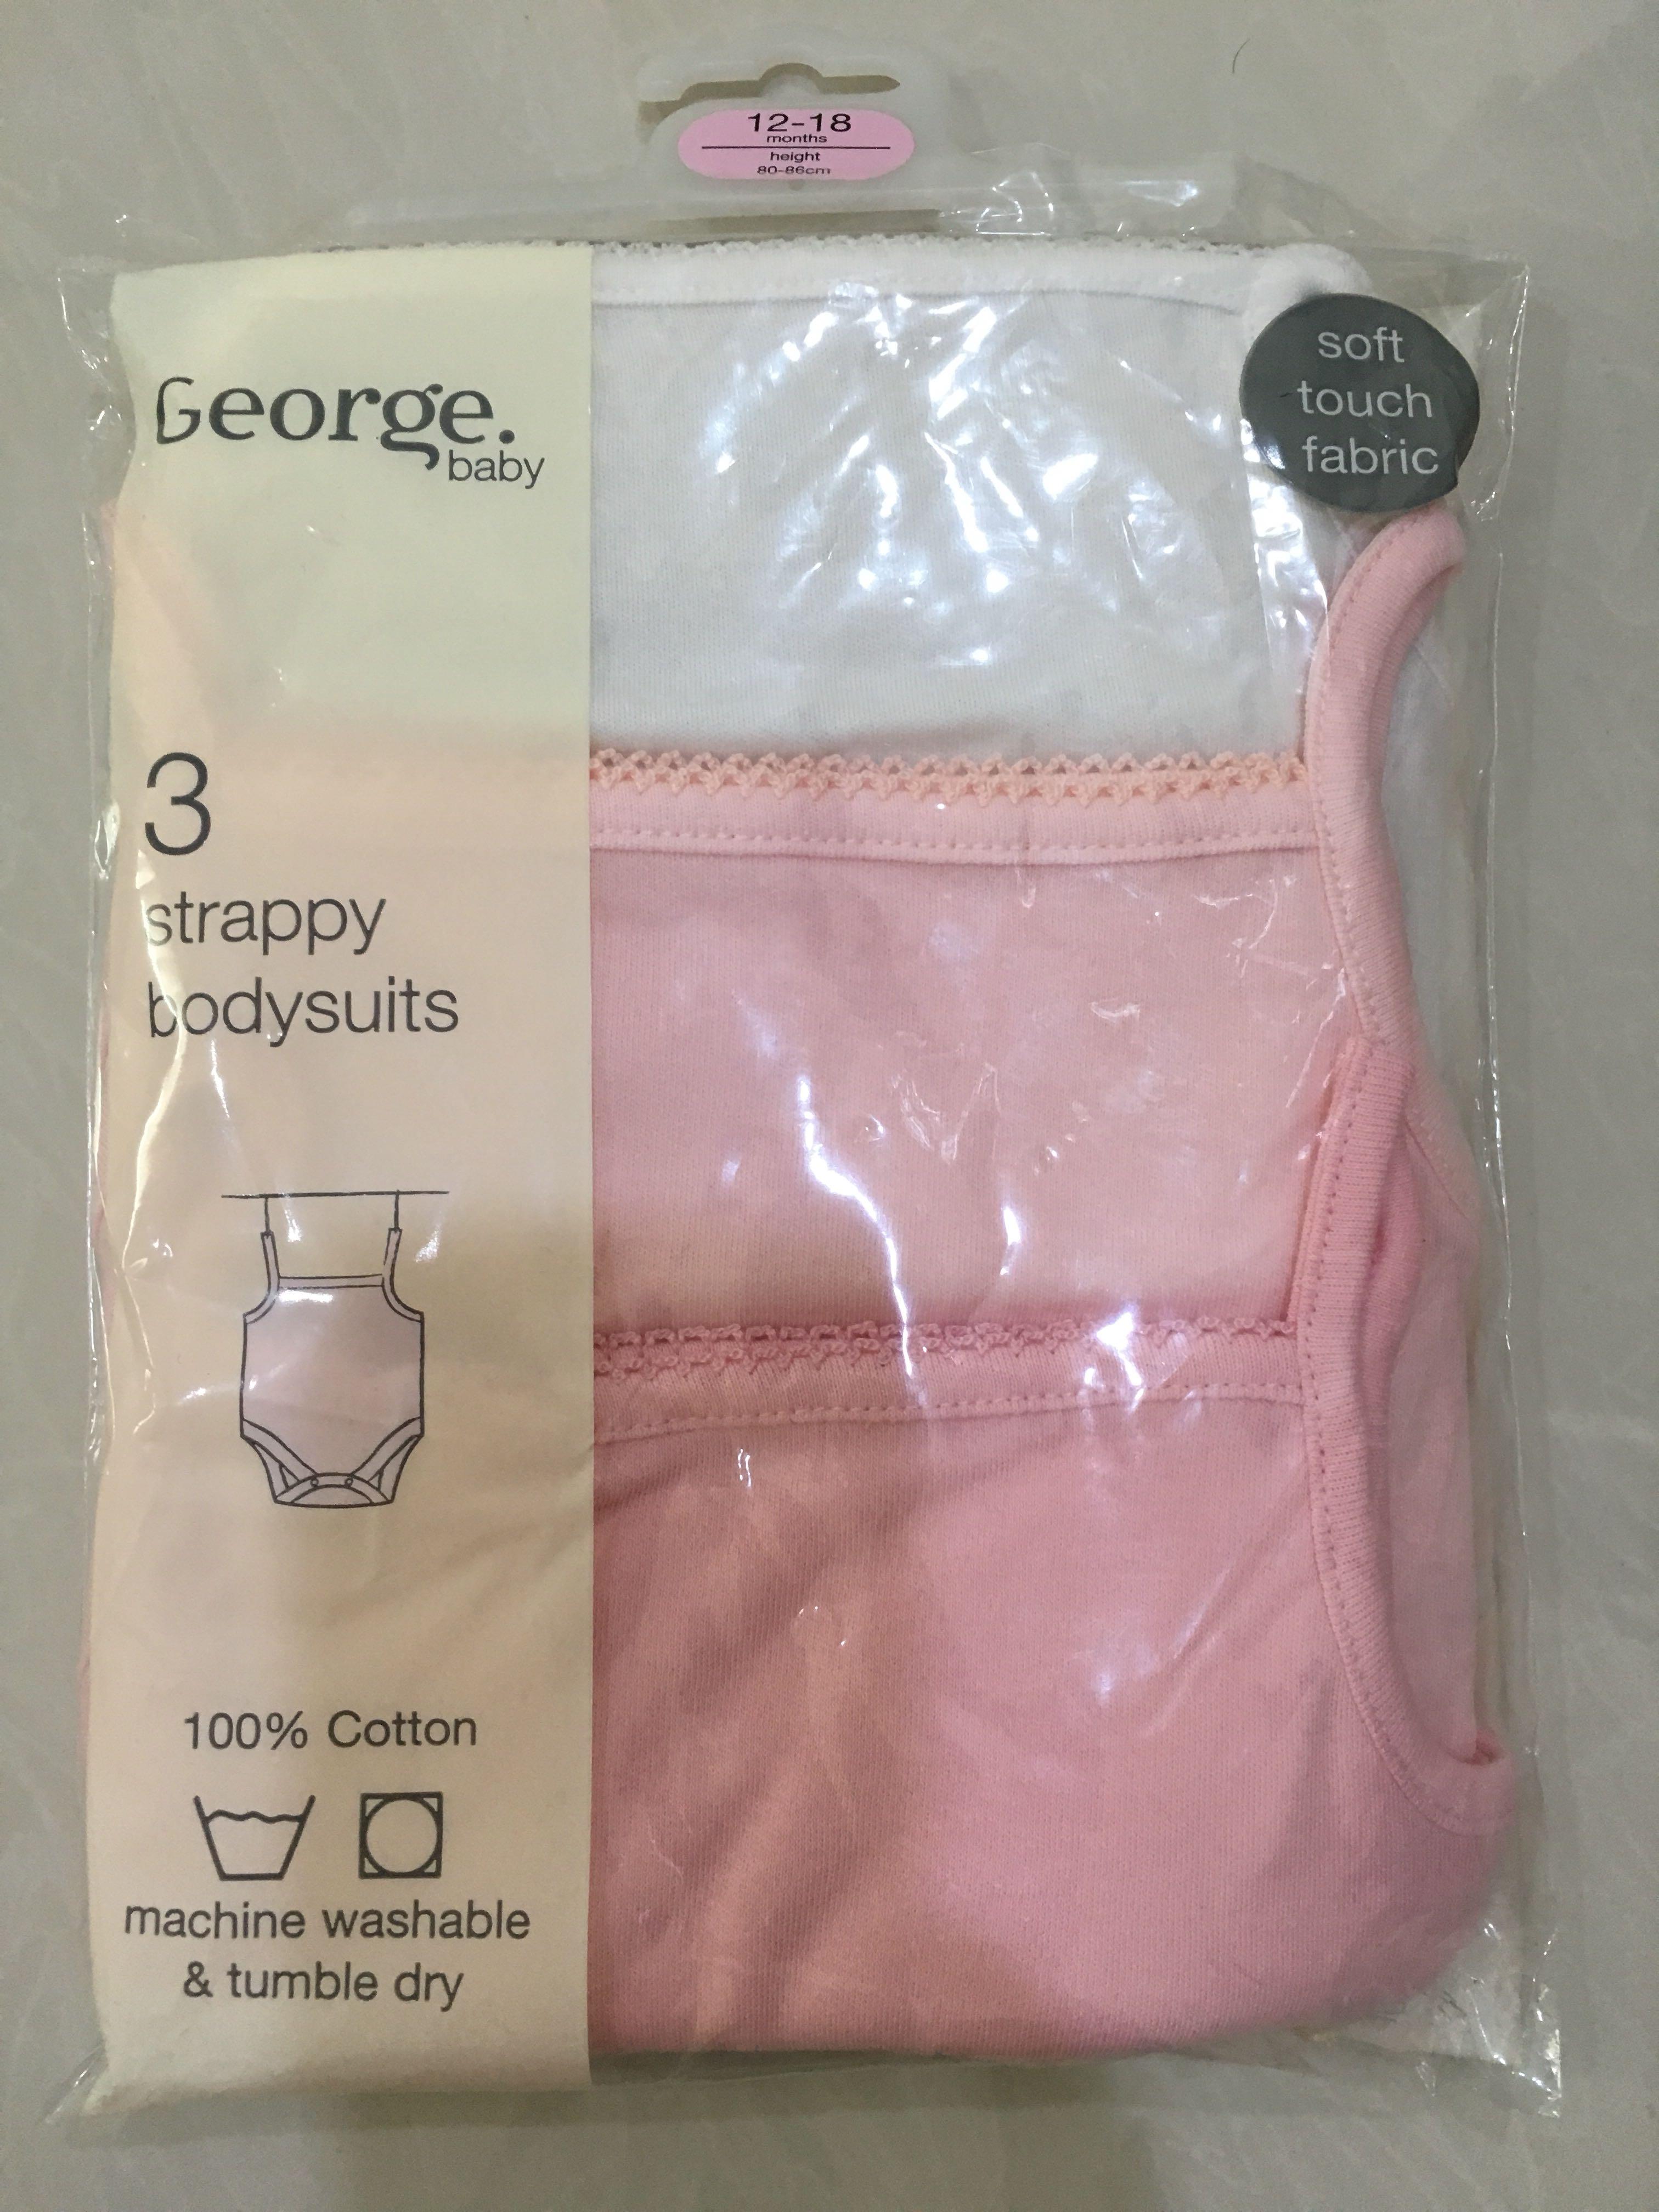 12-18
months
height
80-86cm
soft
touch
fabric
George.
baby
3
strappy
bodysuits
100% Cotton
machine washable
& tumble dry